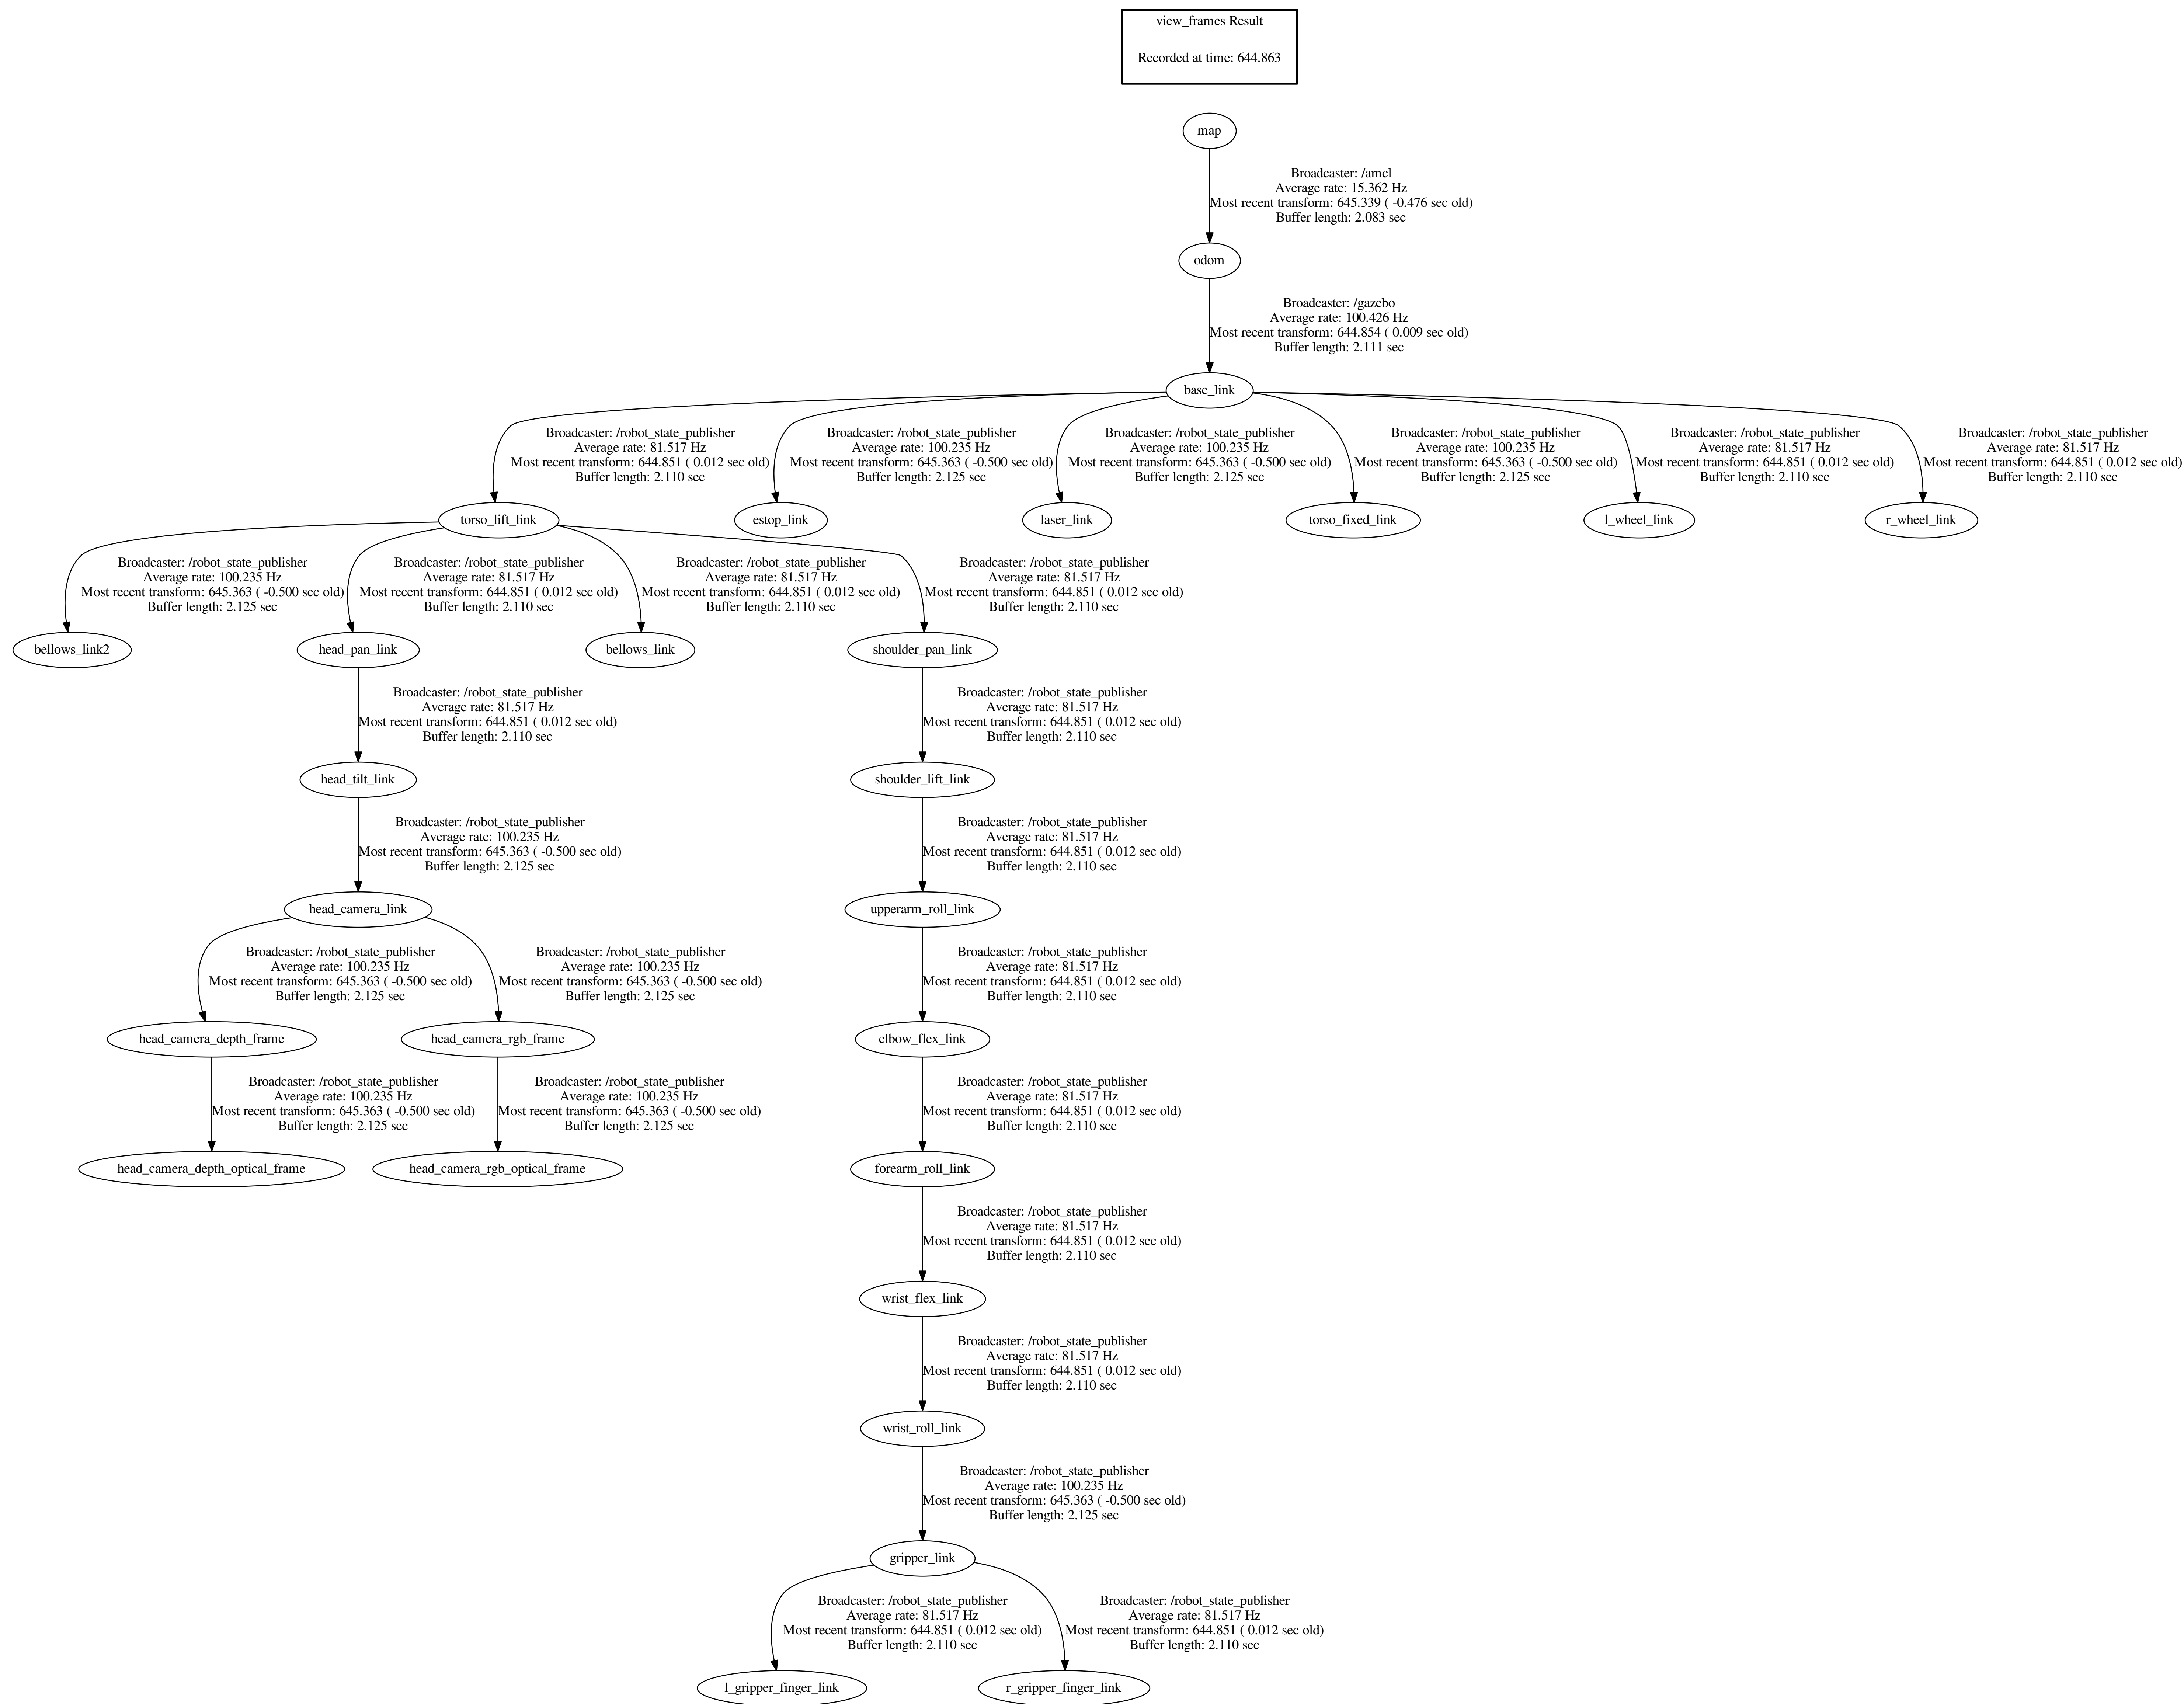 view_frames Result
Recorded at time: 644.863
map
Broadcaster: /amcl
Average rate: 15.362 Hz
Most recent transform: 645.339 ( -0.476 sec old)
Buffer length: 2.083 sec
odom
Broadcaster: /gazebo
Average rate: 100.426 Hz
Most recent transform: 644.854 ( 0.009 sec old)
Buffer length: 2.111 sec
base_link
Broadcaster: /robot_state_publisher
Average rate: 81.517 Hz
Most recent transform: 644.851 ( 0.012 sec old)
Buffer length: 2.110 sec
Broadcaster: /robot_state_publisher
Average rate: 100.235 Hz
Most recent transform: 645.363 ( -0.500 sec old)
Buffer length: 2.125 sec
Broadcaster: /robot_state_publisher
Average rate: 100.235 Hz
Most recent transform: 645.363 ( -0.500 sec old)
Buffer length: 2.125 sec
Broadcaster: /robot_state_publisher
Average rate: 100.235 Hz
Most recent transform: 645.363 ( -0.500 sec old)
Buffer length: 2.125 sec
Broadcaster: /robot_state_publisher
Average rate: 81.517 Hz
Most recent transform: 644.851 ( 0.012 sec old)
Buffer length: 2.110 sec
Broadcaster: /robot_state_publisher
Average rate: 81.517 Hz
Most recent transform: 644.851 ( 0.012 sec old)
Buffer length: 2.110 sec
torso_lift_link
estop_link
laser_link
torso_fixed_link
l_wheel_link
r_wheel_link
Broadcaster: /robot_state_publisher
Average rate: 100.235 Hz
Most recent transform: 645.363 ( -0.500 sec old)
Buffer length: 2.125 sec
Broadcaster: /robot_state_publisher
Average rate: 81.517 Hz
Most recent transform: 644.851 ( 0.012 sec old)
Buffer length: 2.110 sec
Broadcaster: /robot_state_publisher
Average rate: 81.517 Hz
Most recent transform: 644.851 ( 0.012 sec old)
Buffer length: 2.110 sec
Broadcaster: /robot_state_publisher
Average rate: 81.517 Hz
Most recent transform: 644.851 ( 0.012 sec old)
Buffer length: 2.110 sec
bellows_link2
head_pan_link
bellows_link
shoulder_pan_link
Broadcaster: /robot_state_publisher
Average rate: 81.517 Hz
Most recent transform: 644.851 ( 0.012 sec old)
Buffer length: 2.110 sec
Broadcaster: /robot_state_publisher
Average rate: 81.517 Hz
Most recent transform: 644.851 ( 0.012 sec old)
Buffer length: 2.110 sec
head_tilt_link
shoulder_lift_link
Broadcaster: /robot_state_publisher
Average rate: 100.235 Hz
Most recent transform: 645.363 ( -0.500 sec old)
Buffer length: 2.125 sec
Broadcaster: /robot_state_publisher
Average rate: 81.517 Hz
Most recent transform: 644.851 ( 0.012 sec old)
Buffer length: 2.110 sec
head_camera_link
upperarm_roll_link
Broadcaster: /robot_state_publisher
Average rate: 100.235 Hz
Most recent transform: 645.363 ( -0.500 sec old)
Buffer length: 2.125 sec
Broadcaster: /robot_state_publisher
Average rate: 100.235 Hz
Most recent transform: 645.363 ( -0.500 sec old)
Buffer length: 2.125 sec
Broadcaster: /robot_state_publisher
Average rate: 81.517 Hz
Most recent transform: 644.851 ( 0.012 sec old)
Buffer length: 2.110 sec
head_camera_depth_frame
head_camera_rgb_frame
elbow_flex_link
Broadcaster: /robot_state_publisher
Average rate: 100.235 Hz
Most recent transform: 645.363 ( -0.500 sec old)
Buffer length: 2.125 sec
Broadcaster: /robot_state_publisher
Average rate: 100.235 Hz
Most recent transform: 645.363 ( -0.500 sec old)
Buffer length: 2.125 sec
Broadcaster: /robot_state_publisher
Average rate: 81.517 Hz
Most recent transform: 644.851 ( 0.012 sec old)
Buffer length: 2.110 sec
head_camera_depth_optical_frame
head_camera_rgb_optical_frame
forearm_roll_link
Broadcaster: /robot_state_publisher
Average rate: 81.517 Hz
Most recent transform: 644.851 ( 0.012 sec old)
Buffer length: 2.110 sec
wrist_flex_link
Broadcaster: /robot_state_publisher
Average rate: 81.517 Hz
Most recent transform: 644.851 ( 0.012 sec old)
Buffer length: 2.110 sec
wrist_roll_link
Broadcaster: /robot_state_publisher
Average rate: 100.235 Hz
Most recent transform: 645.363 ( -0.500 sec old)
Buffer length: 2.125 sec
gripper_link
Broadcaster: /robot_state_publisher
Average rate: 81.517 Hz
Most recent transform: 644.851 ( 0.012 sec old)
Buffer length: 2.110 sec
Broadcaster: /robot_state_publisher
Average rate: 81.517 Hz
Most recent transform: 644.851 ( 0.012 sec old)
Buffer length: 2.110 sec
l_gripper_finger_link
r_gripper_finger_link